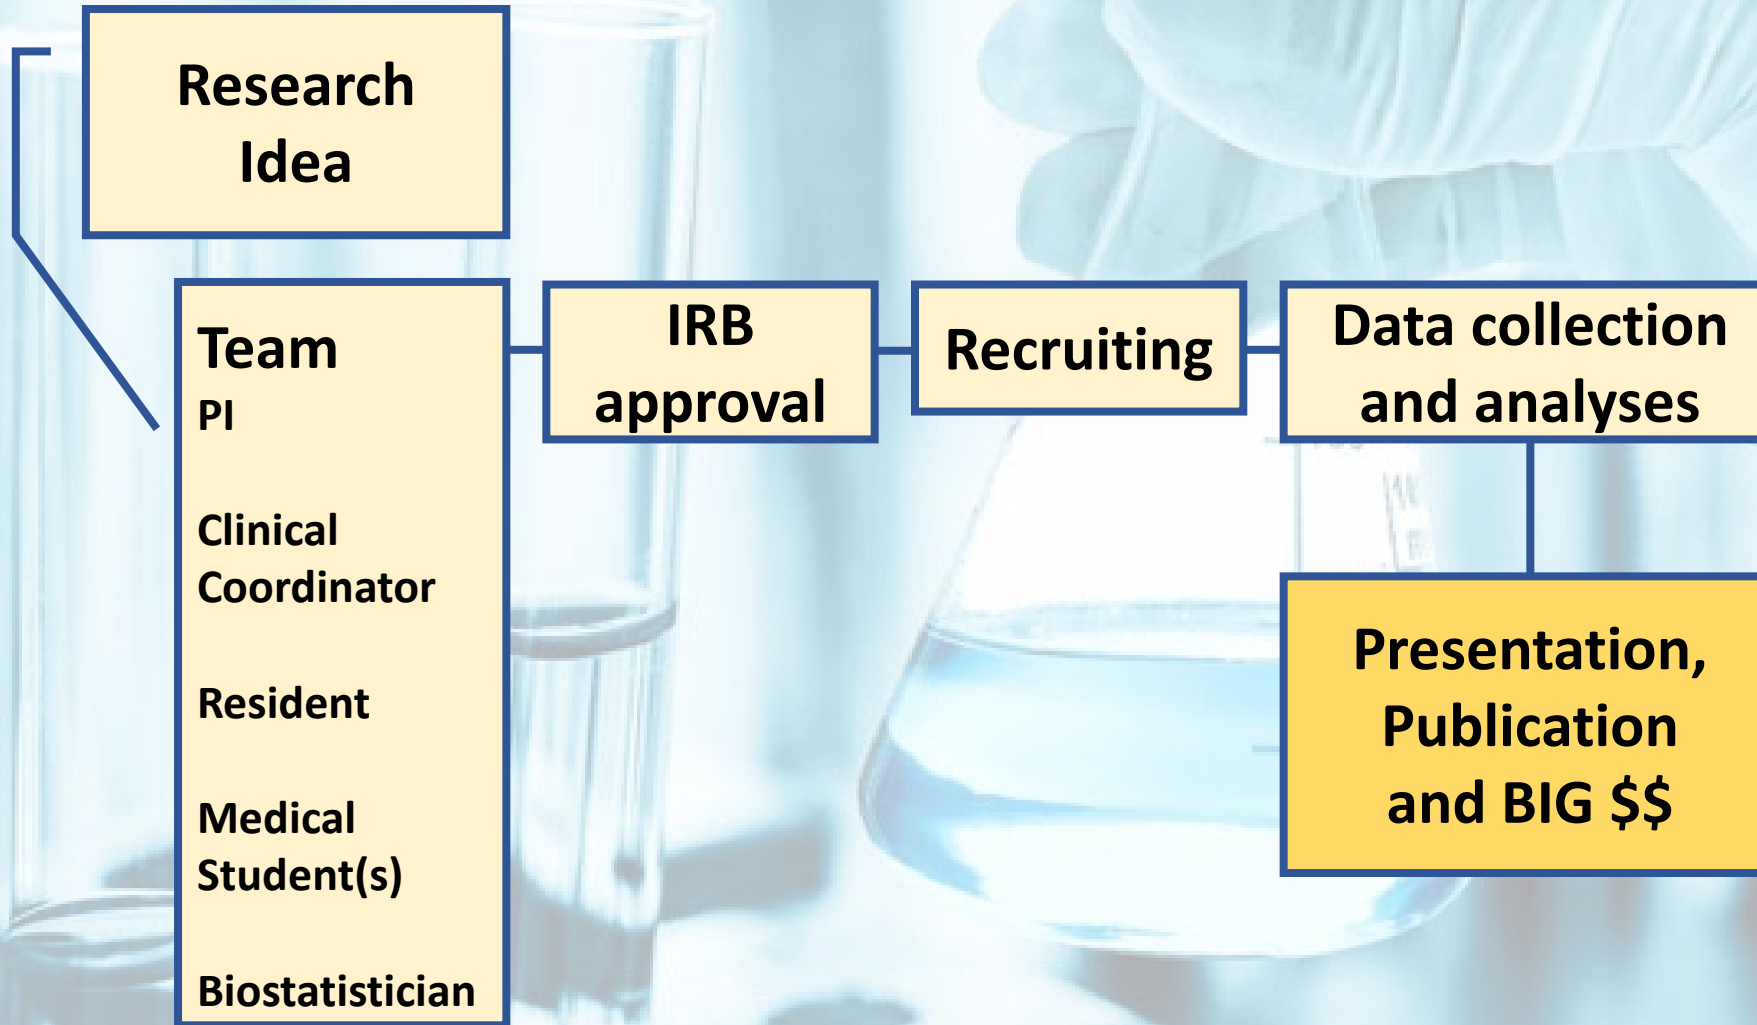 Research
Idea
Team
PI
Clinical
Coordinator
Resident
Medical
Student(s)
Biostatistician
IRB
approval
Recruiting
Data collection
and analyses
Presentation,
Publication
and BIG $$